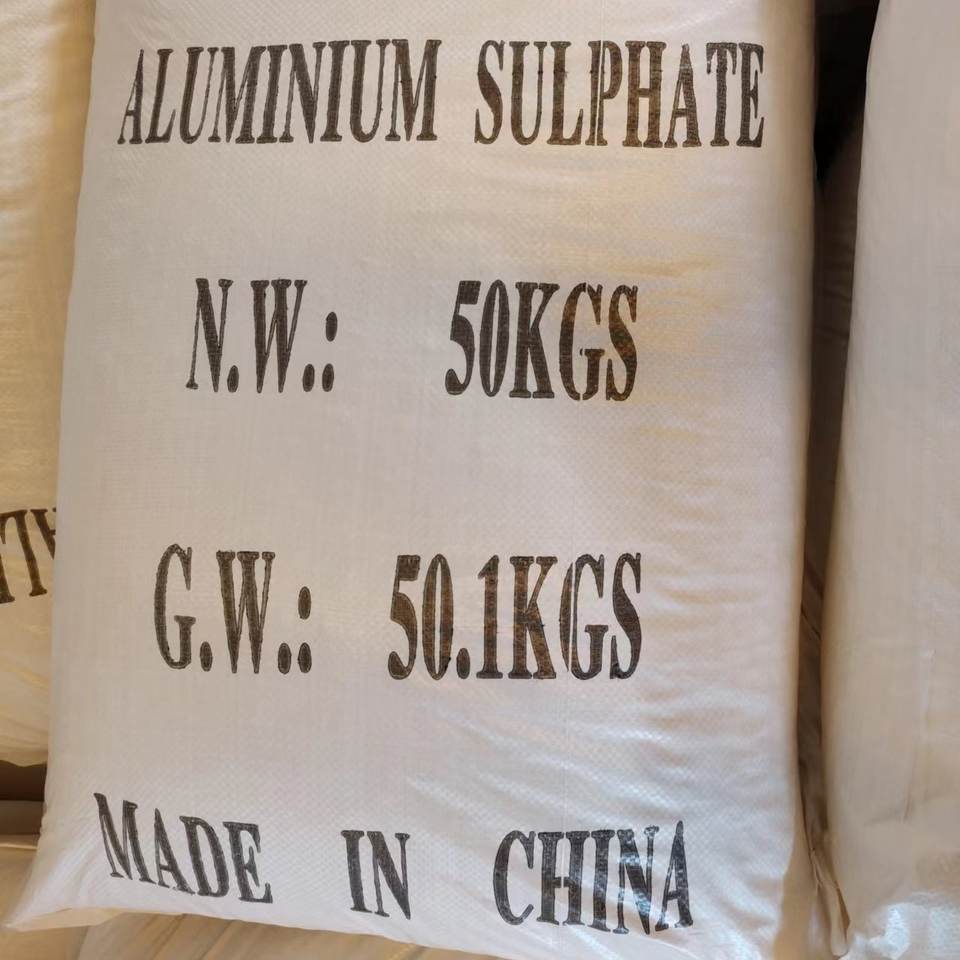 ALUMINIUM SULPHATE
N.W.: 50KGS
G.W.: 50.1KGS
MADE IN CHINA